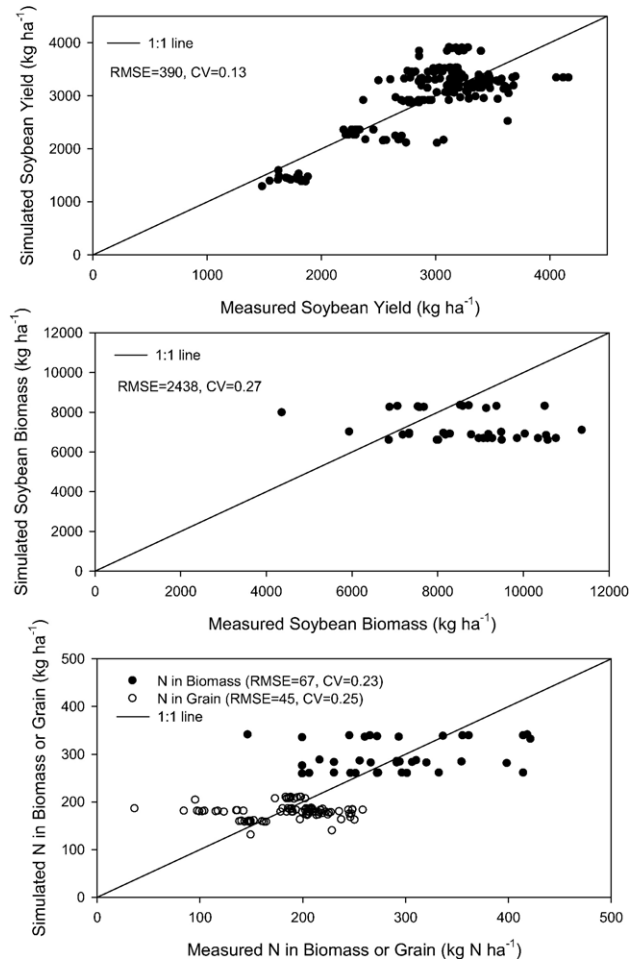 Simulated Soybean Yield (kg ha-1)
4000
3000
2000
1000
0
1:1 line
RMSE=390, CV=0.13
0 1000 2000 3000 4000
Measured Soybean Yield (kg ha-1)
Simulated Soybean Biomass (kg ha-1)
12000
10000
8000
6000
4000
2000
0
1:1 line
RMSE=2438, CV=0.27
0 2000 4000 6000 8000 10000 12000
Measured Soybean Biomass (kg ha-1)
Simulated N in Biomass or Grain (kg ha-1)
500
400
300
200
100
0
N in Biomass (RMSE=67, CV=0.23)
N in Grain (RMSE=45, CV=0.25)
1:1 line
0 100 200 300 400 500
Measured N in Biomass or Grain (kg N ha-1)